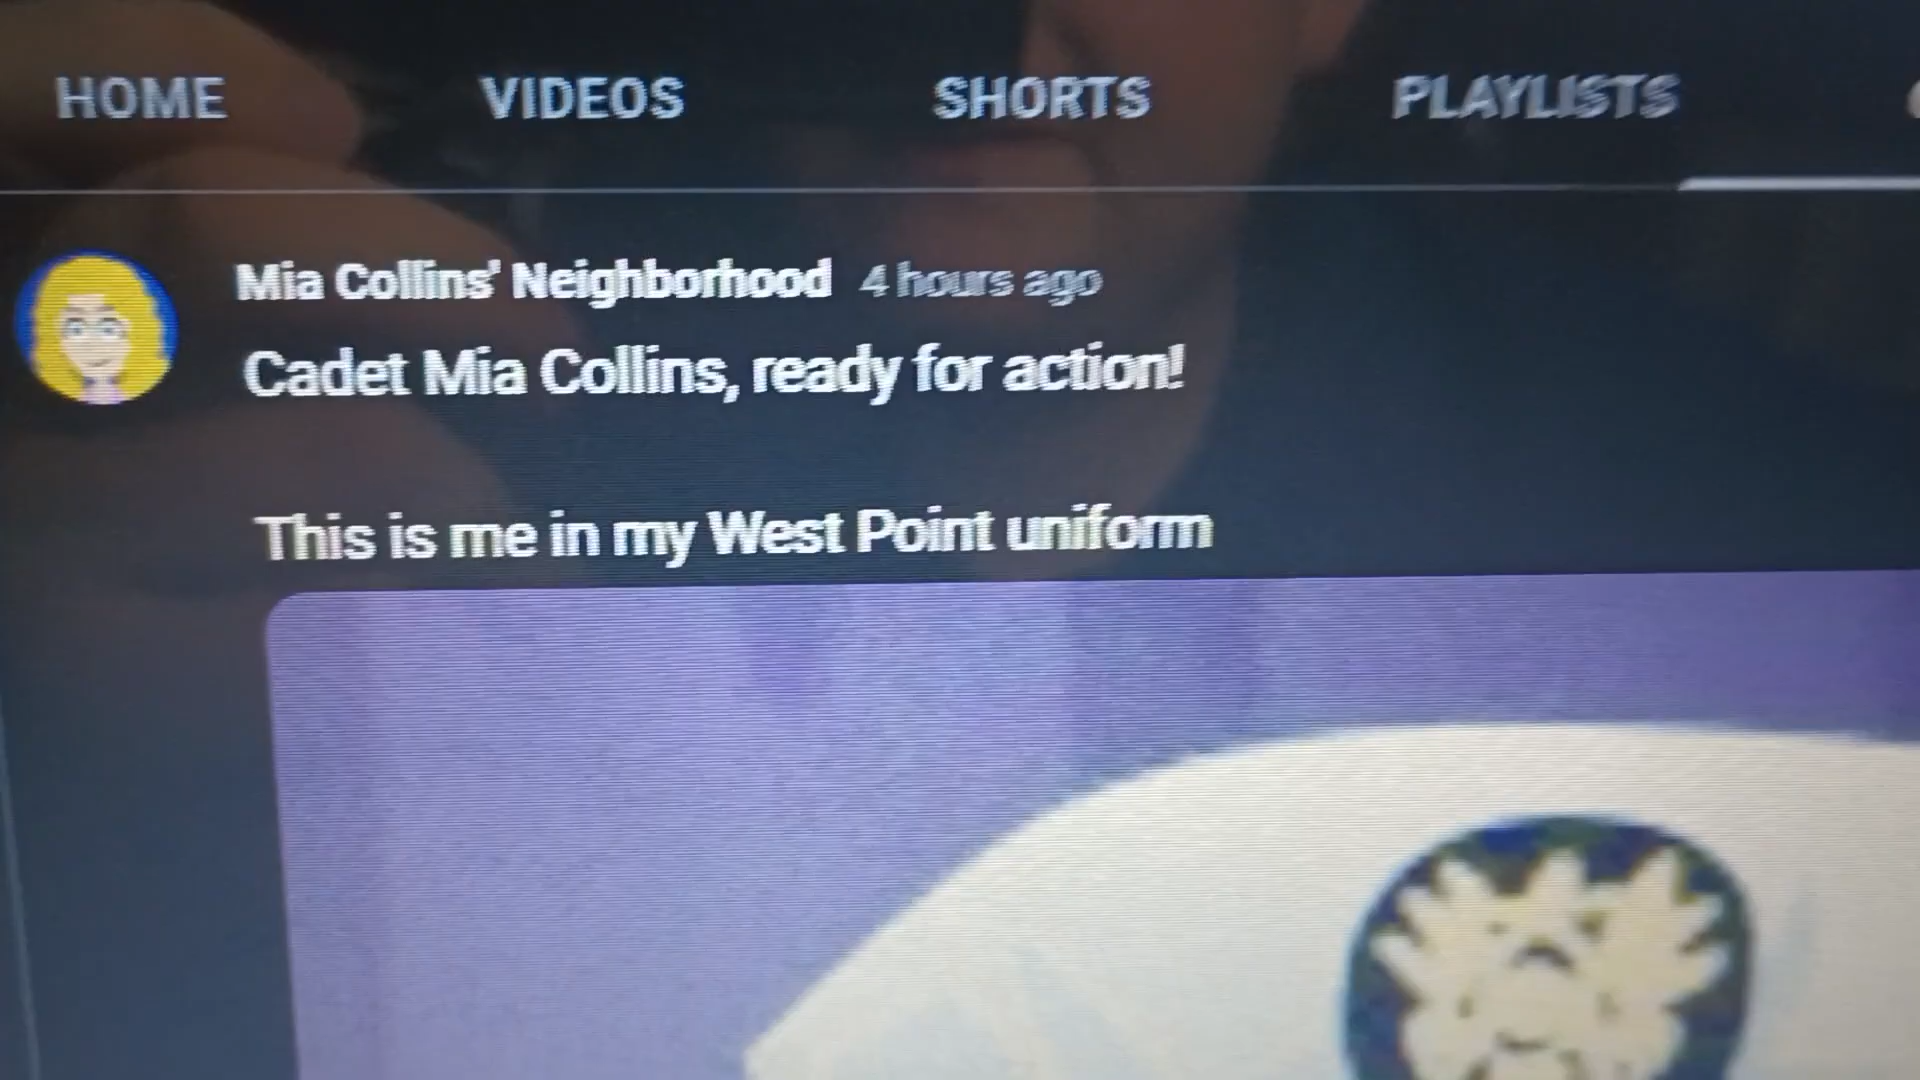 HOME VIDEOS SHORTS PLAYLISTS
Mia Collins' Neighborhood 4 hours ago
Cadet Mia Collins, ready for action!
This is me in my West Point uniform